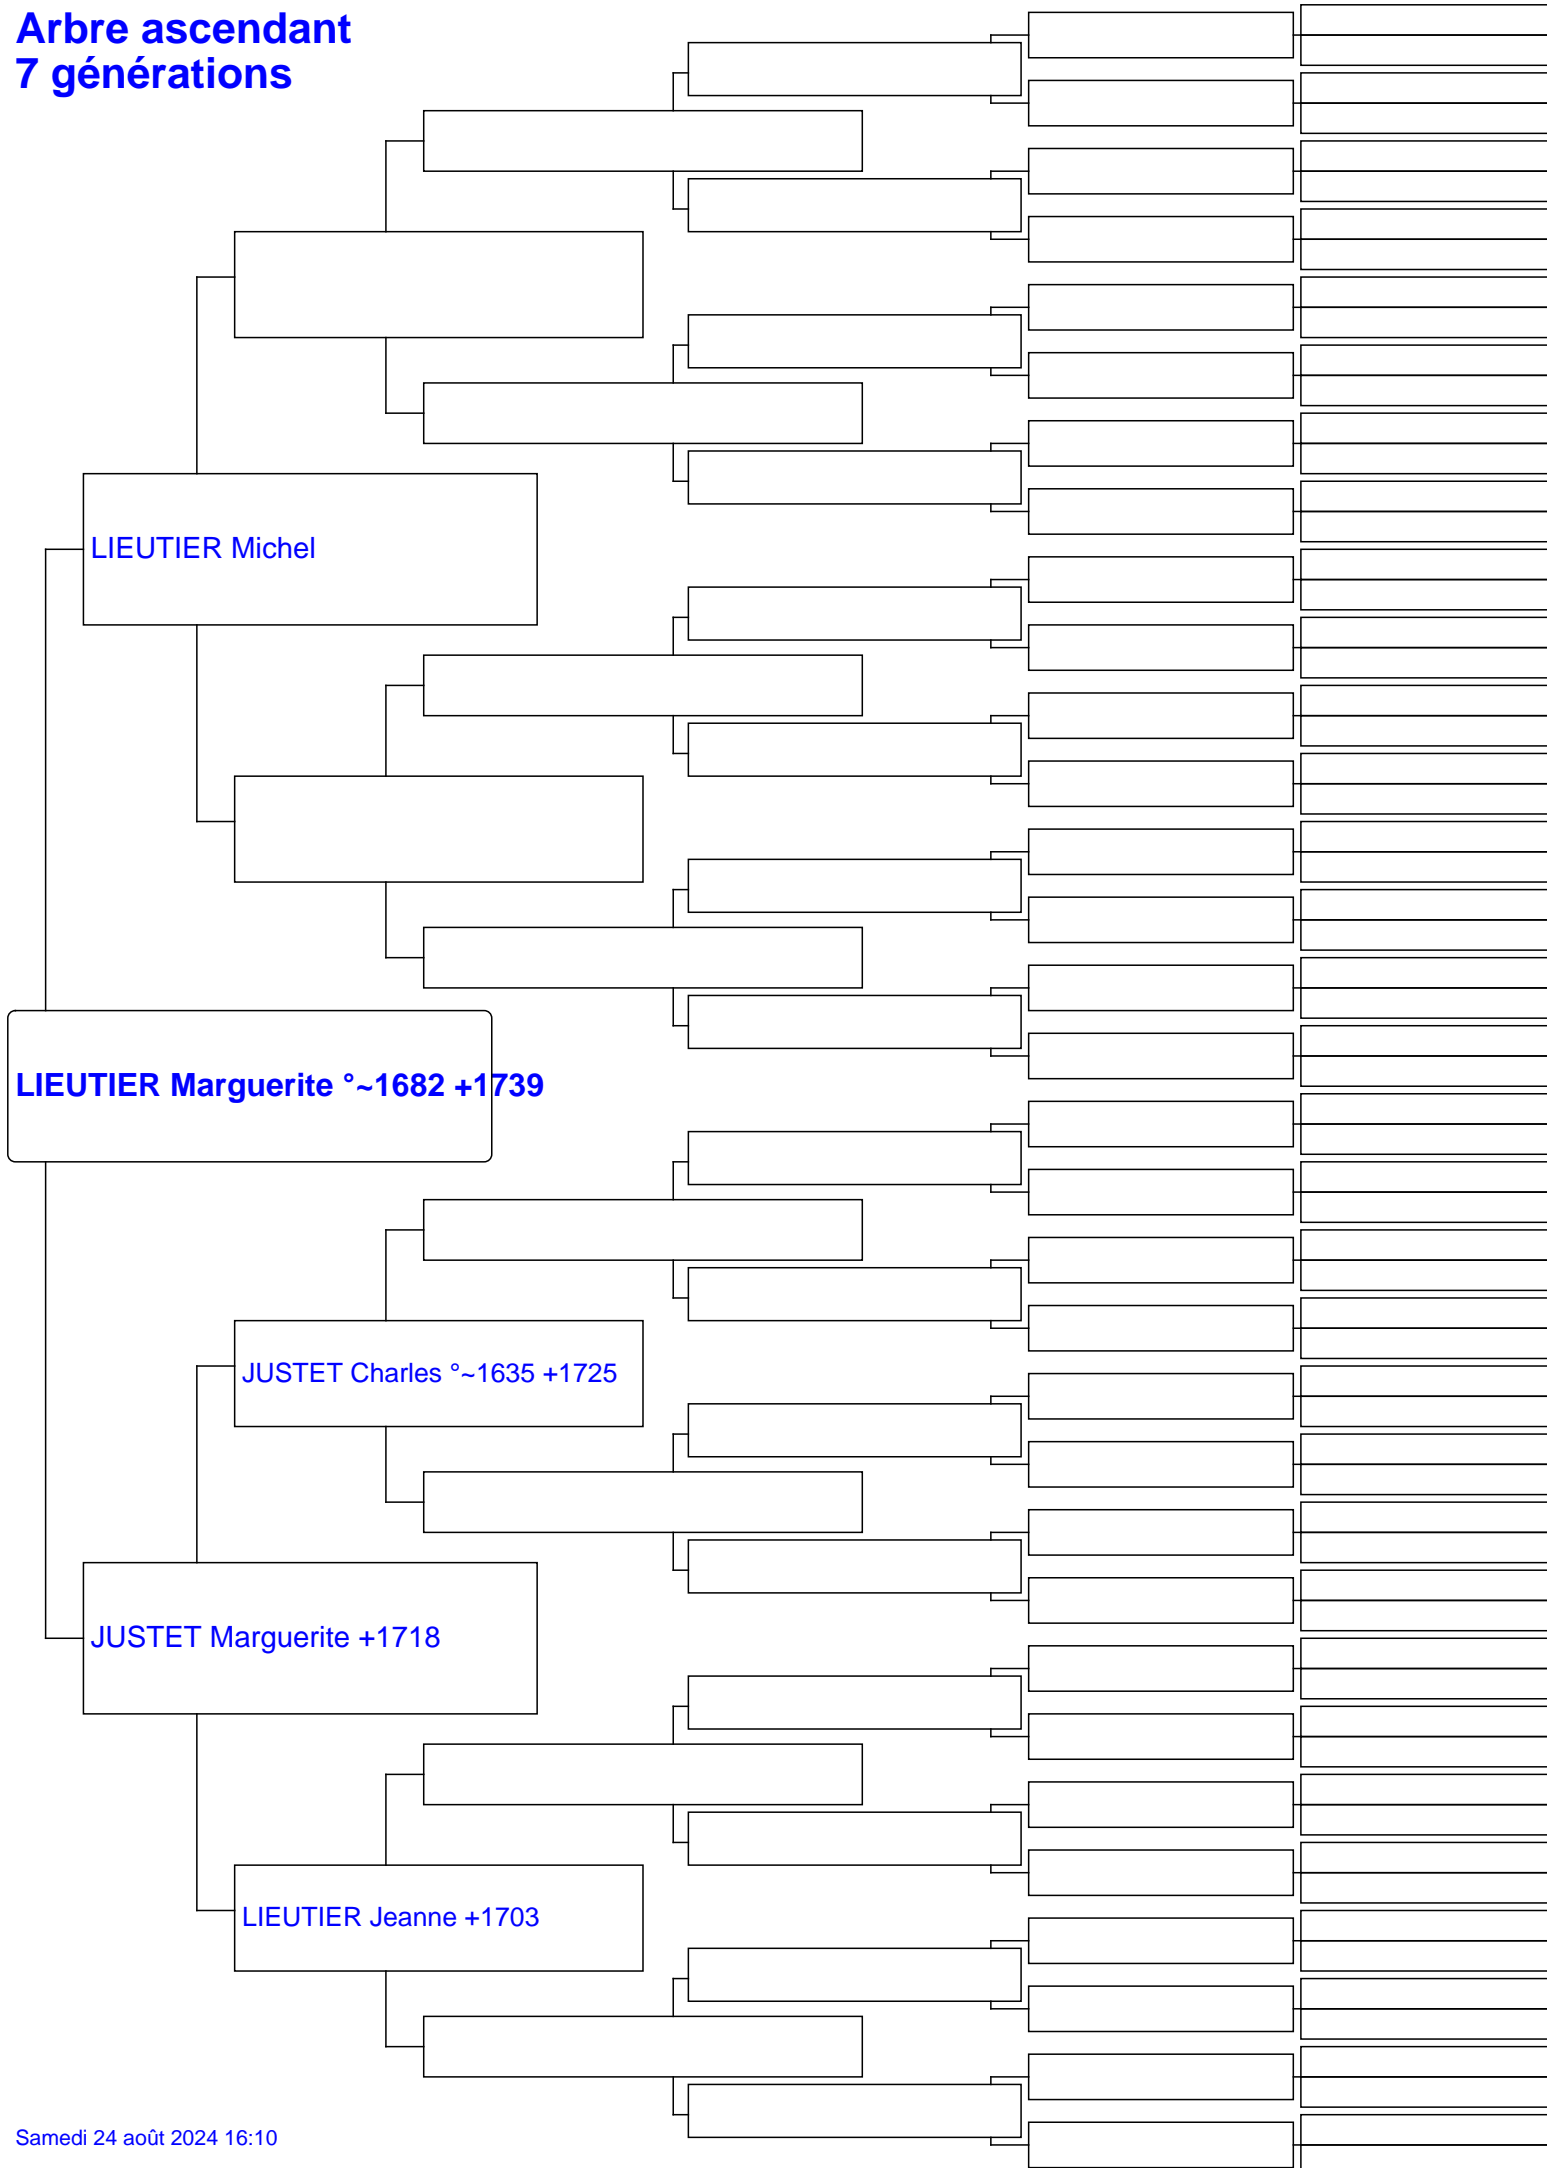 Arbre ascendant
7 générations
LIEUTIER Michel
LIEUTIER Marguerite °~1682 +1739
JUSTET Charles °~1635 +1725
JUSTET Marguerite +1718
LIEUTIER Jeanne +1703
Samedi 24 août 2024 16:10